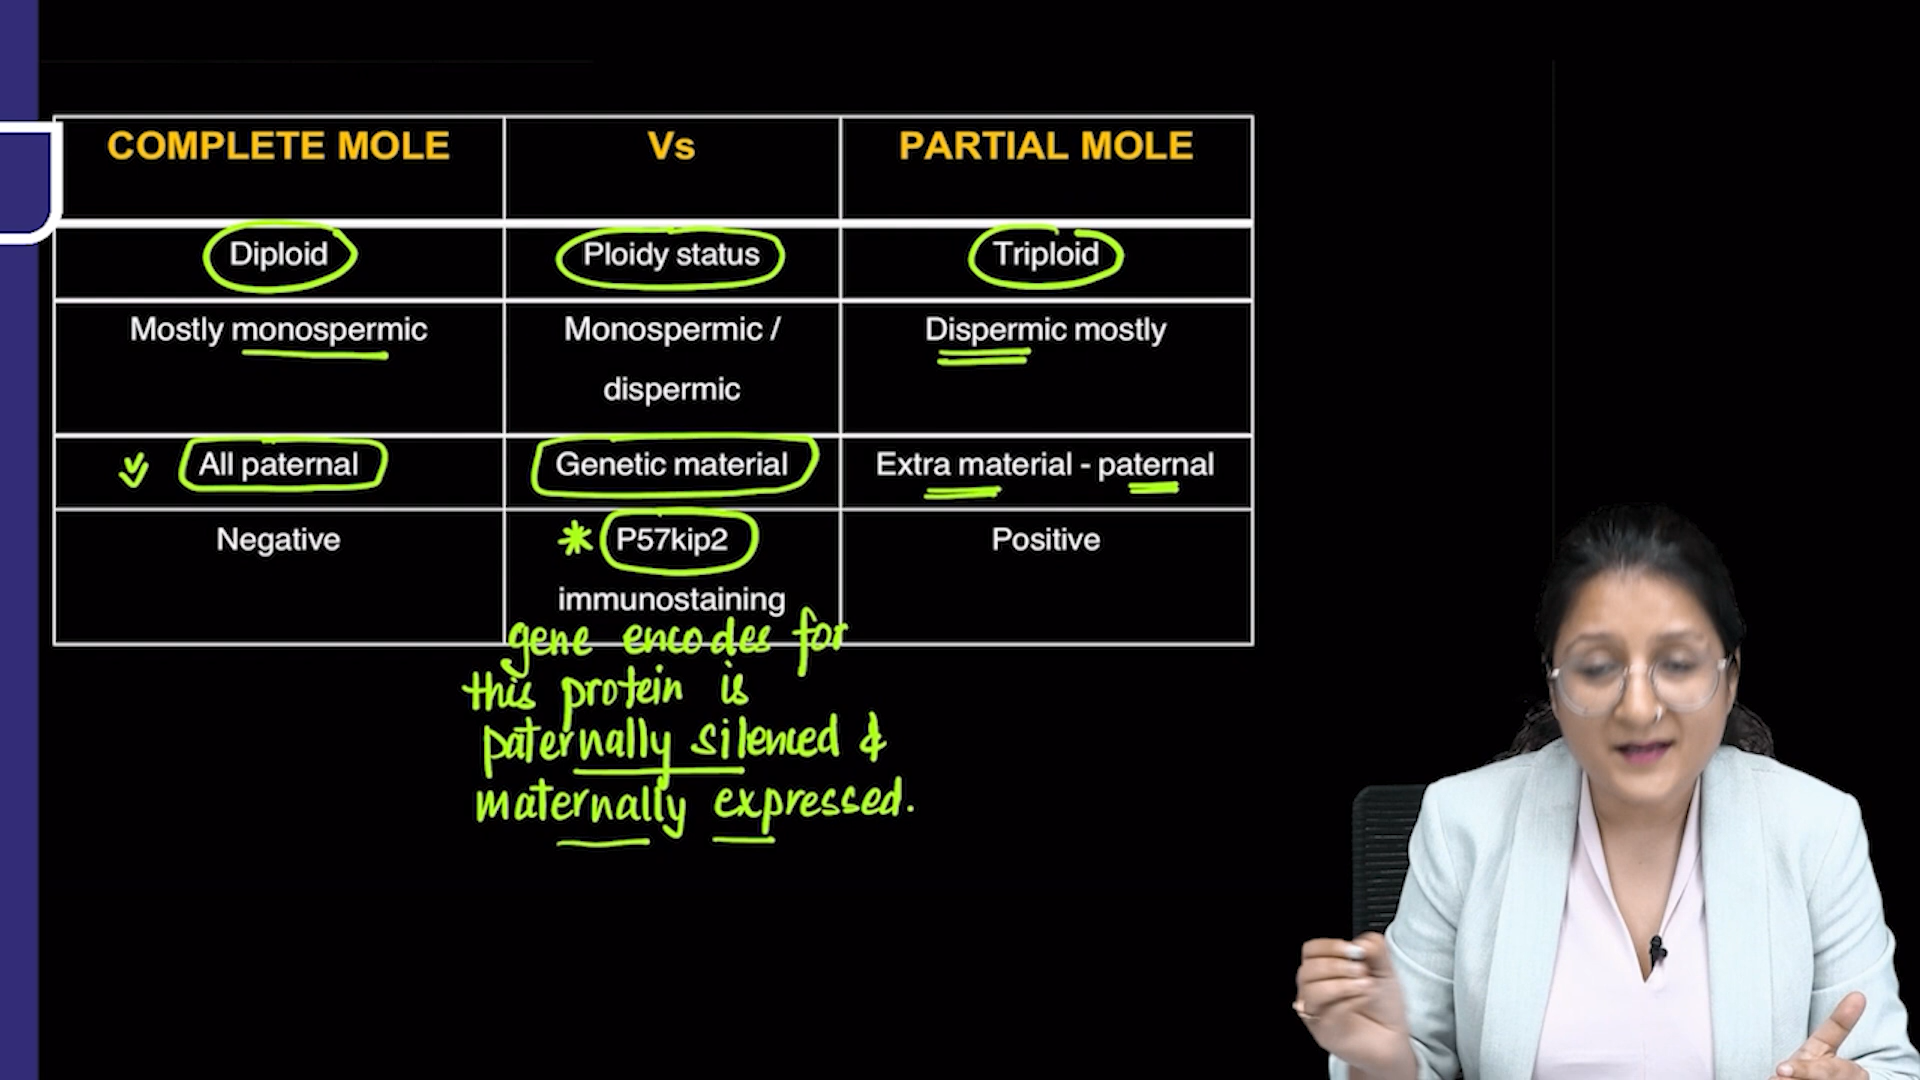 COMPLETE MOLE Vs PARTIAL MOLE
Diploid Ploidy status Triploid
Mostly monospermic Monospermic / Dispermic mostly
dispermic
All paternal Genetic material Extra material - paternal
Negative * P57kip2 Positive
immunostaining
gene encodes for
this protein is
paternally silenced &
maternally expressed.